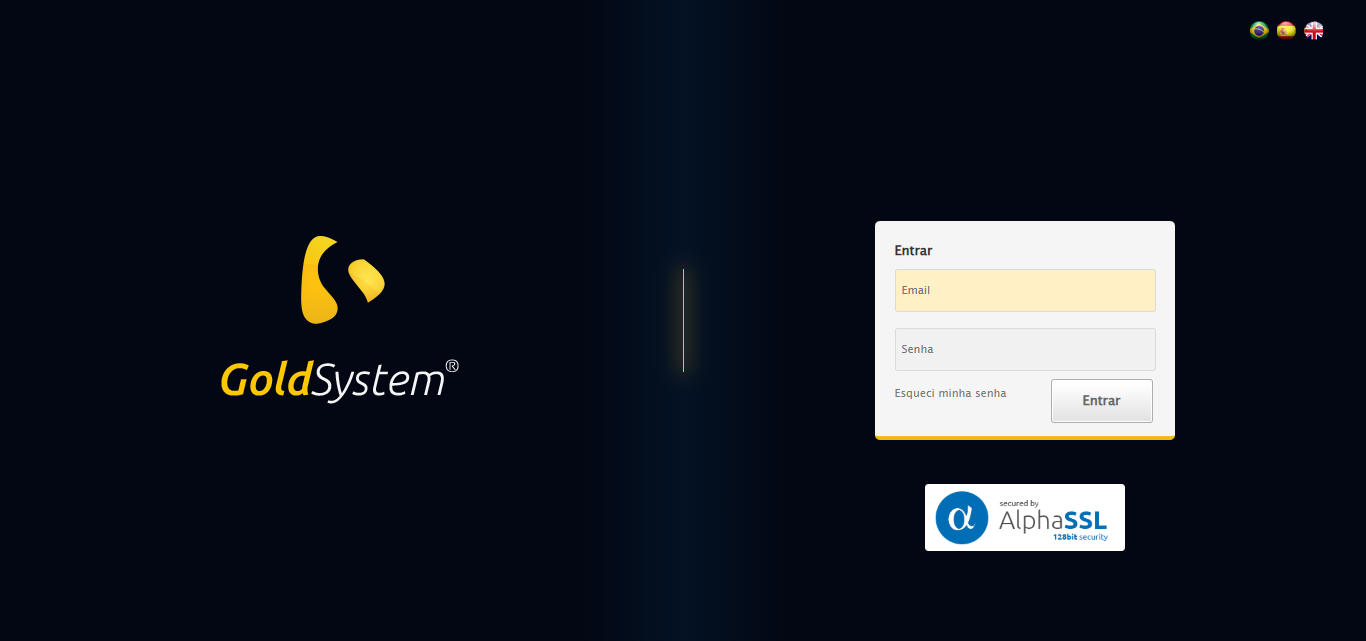 GoldSystem®
Entrar
Email
Senha
Esqueci minha senha
Entrar
secured by
α AlphaSSL
128bit security